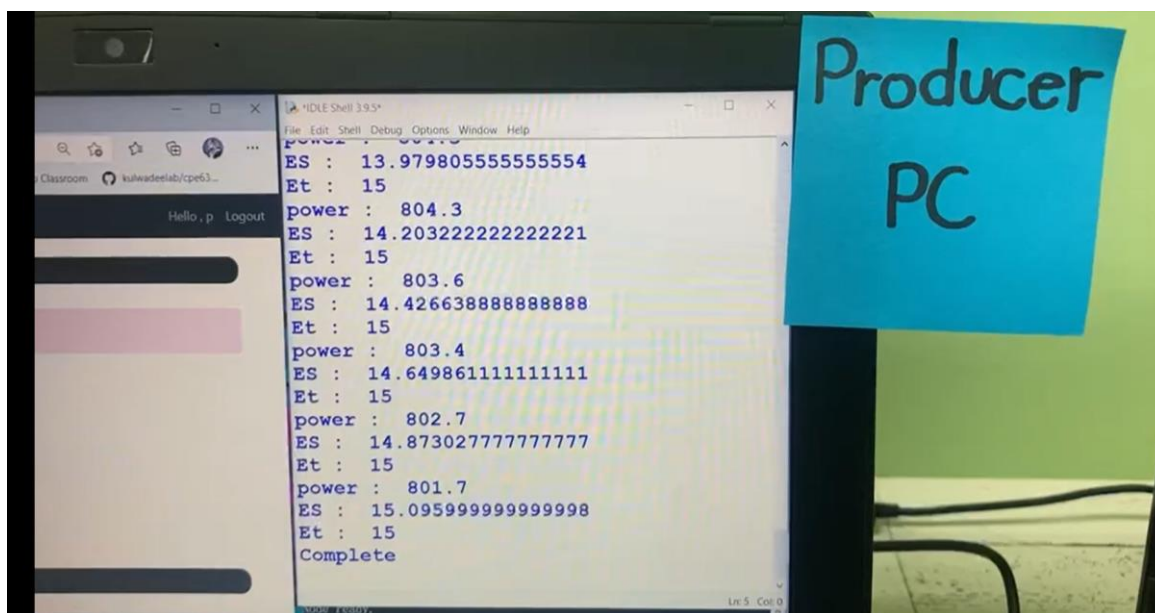 Producer
PC
*IDLE Shell 3.9.5*
File Edit Shell Debug Options Window Help
ES : 13.979805555555554
Et : 15
power : 804.3
ES : 14.203222222222221
Et : 15
power : 803.6
ES : 14.426638888888888
Et : 15
power : 803.4
ES : 14.649861111111111
Et : 15
power : 802.7
ES : 14.873027777777777
Et : 15
power : 801.7
ES : 15.095999999999998
Et : 15
Complete
Ln: 5 Col: 0
Classroom
kulwadeelab/cpe63...
Hello , p Logout